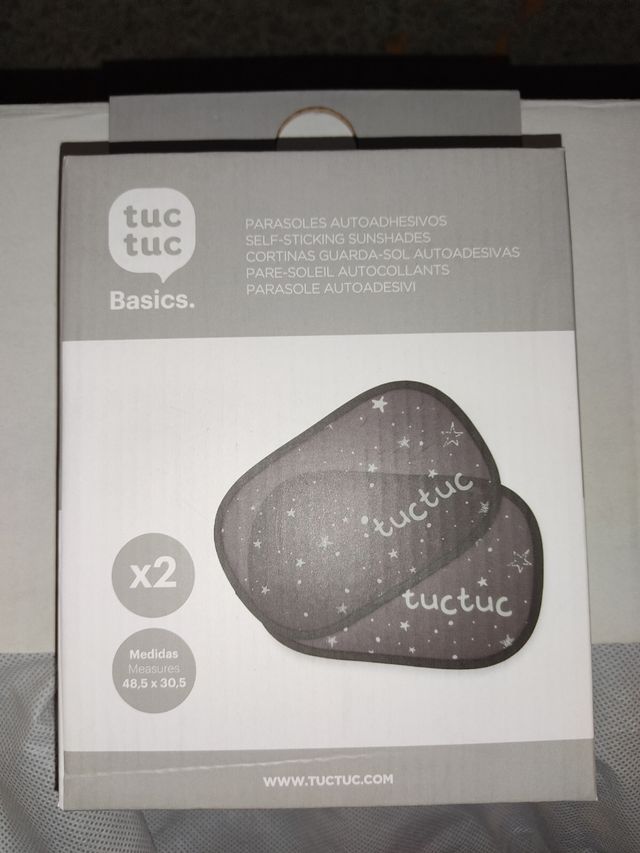 tuc
tuc
Basics.
PARASOLES AUTOADHESIVOS
SELF-STICKING SUNSHADES
CORTINAS GUARDA-SOL AUTOADESIVAS
PARE-SOLEIL AUTOCOLLANTS
PARASOLE AUTOADESIVI
tuctuc
tuctuc
x2
Medidas
Measures
48,5 x 30,5
WWW.TUCTUC.COM